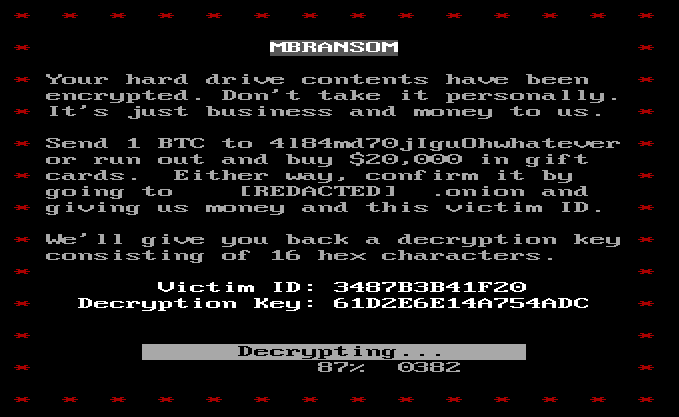 MBRANSOM
Your hard drive contents have been
encrypted. Don't take it personally.
It's just business and money to us.
Send 1 BTC to 4l84md70jIguOhwhatever
or run out and buy $20,000 in gift
cards. Either way, confirm it by
going to [REDACTED] .onion and
giving us money and this victim ID.
We'll give you back a decryption key
consisting of 16 hex characters.
Victim ID: 3487B3B41F20
Decryption Key: 61D2E6E14A754ADC
Decrypting...
87% 0382